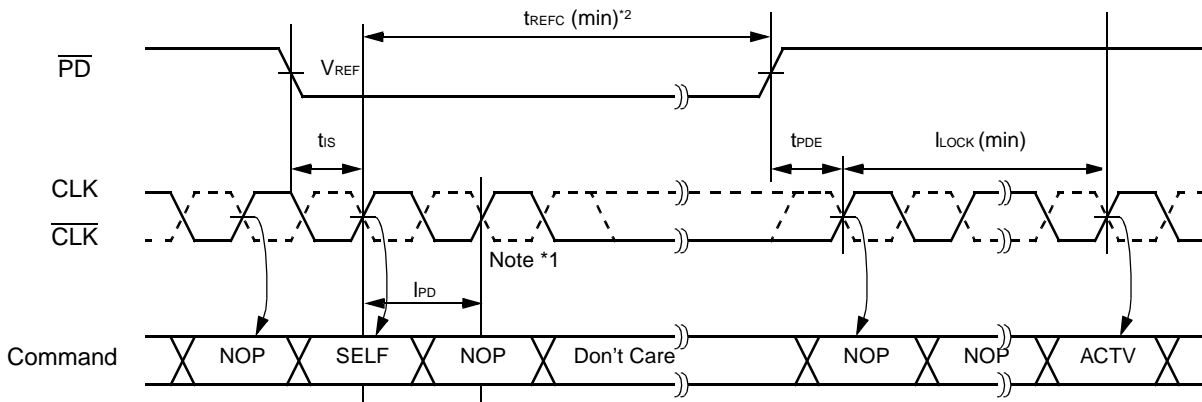 tREFC (min)*2
PD
VREF
tIS
tPDE
lLOCK (min)
CLK
CLK
Note *1
lPD
Command
NOP
SELF
NOP
Don't Care
NOP
NOP
ACTV